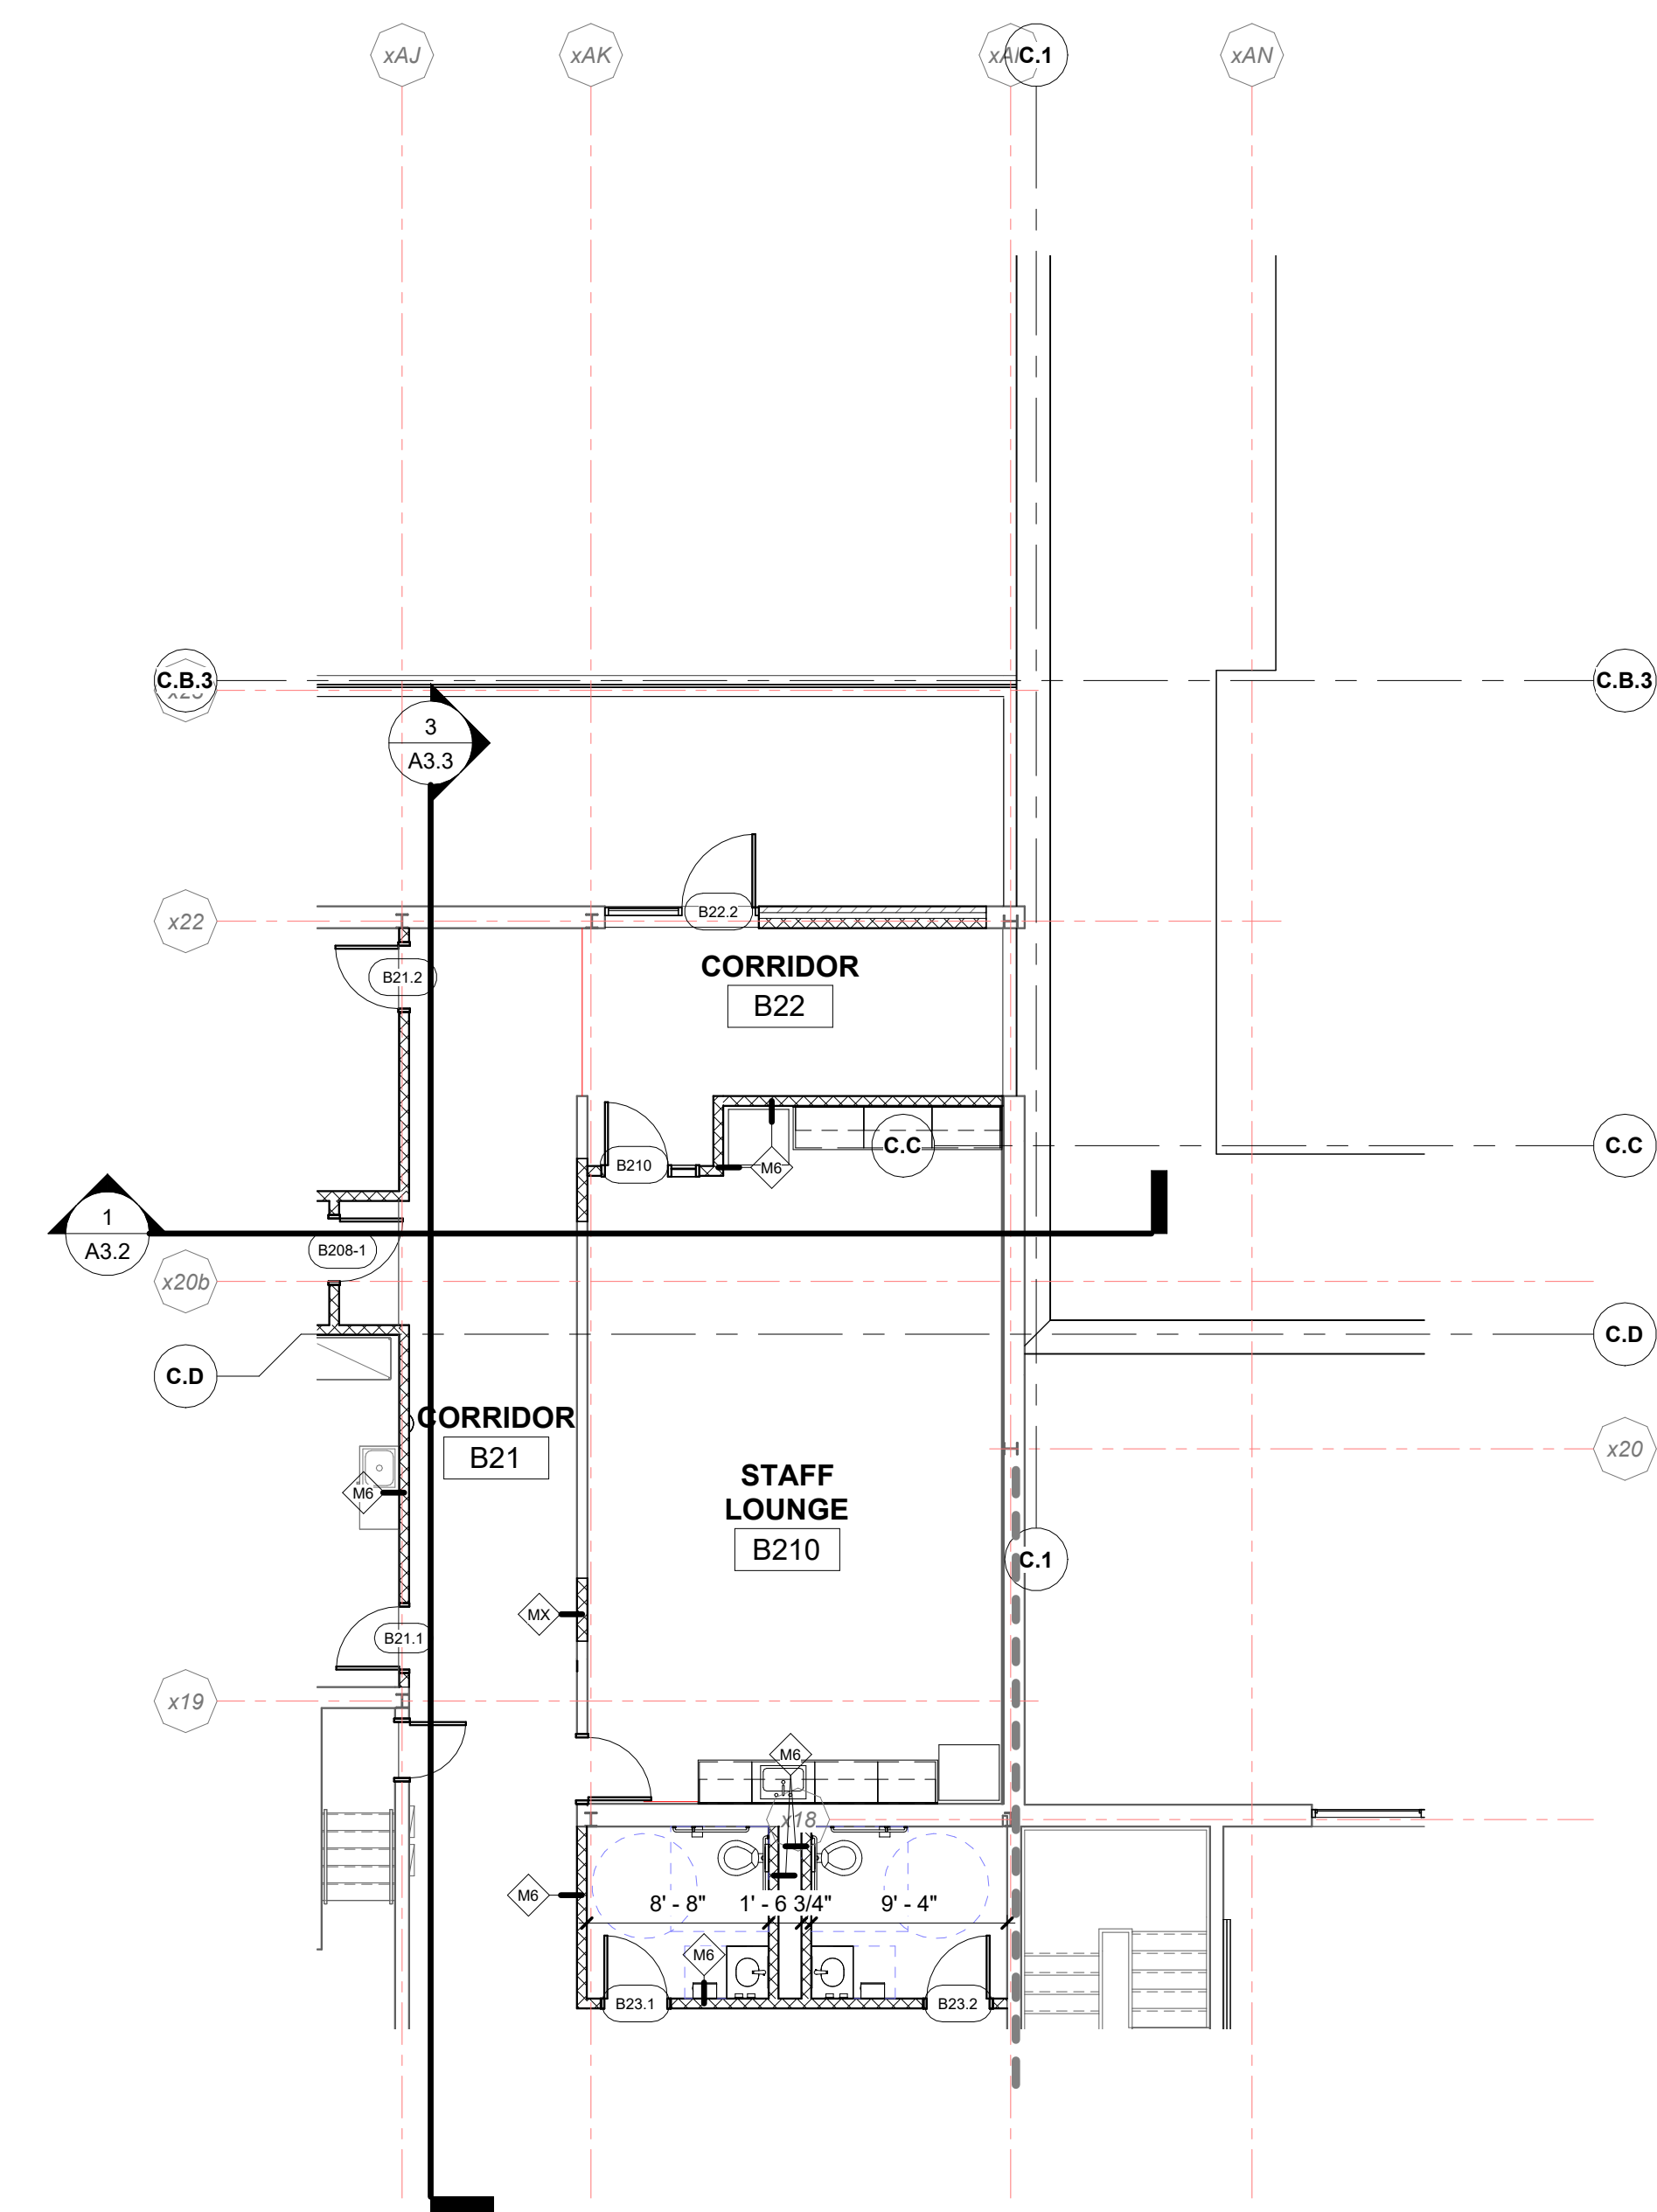 xAJ
xAK
C.1
xAN
C.B.3
C.B.3
3
A3.3
x22
B22.2
CORRIDOR
B22
B21.2
C.C
C.C
B210
M6
1
A3.2
B208-1
x20b
C.D
C.D
CORRIDOR
B21
x20
STAFF
LOUNGE
B210
M6
C.1
MX
B21.1
x19
M6
x18
M6
8' - 8"
1' - 6 3/4"
9' - 4"
M6
B23.1
B23.2